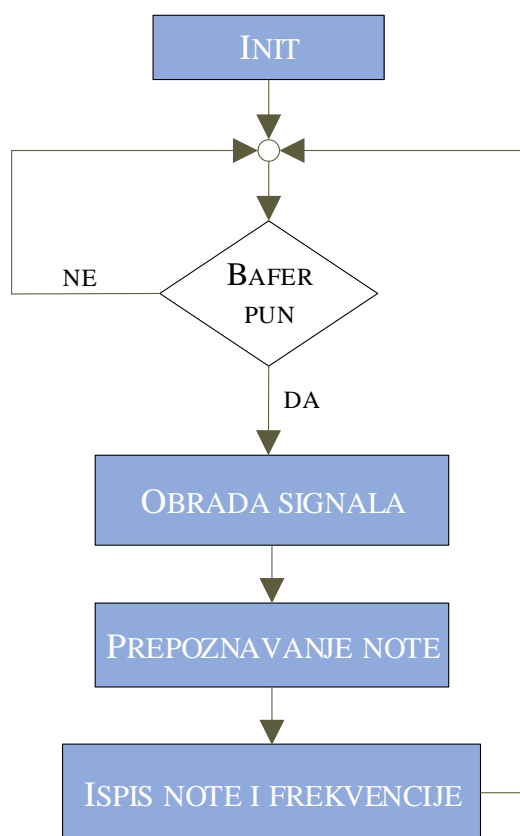 INIT
BAFER
PUN
NE
DA
OBRADA SIGNALA
PREPOZNAVANJE NOTE
ISPIS NOTE I FREKVENCIJE